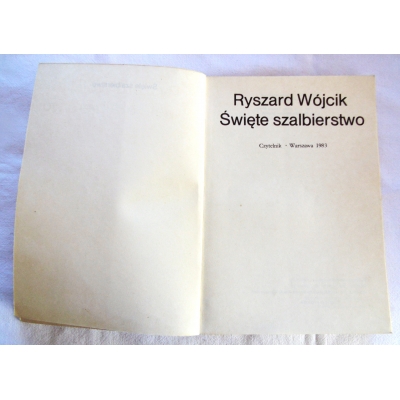 Ryszard Wójcik
Święte szalbierstwo
Czytelnik · Warszawa 1983